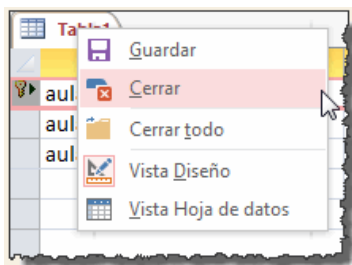 Tabla1
Guardar
Cerrar
Cerrar todo
Vista Diseño
Vista Hoja de datos
aul
aul
aul